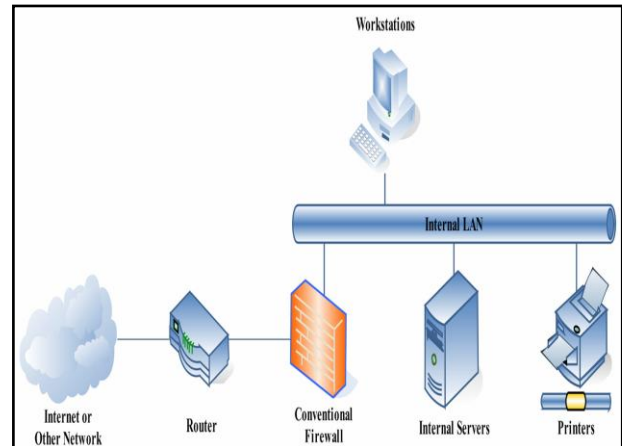 Workstations
Internal LAN
Internet or
Other Network
Router
Conventional
Firewall
Internal Servers
Printers